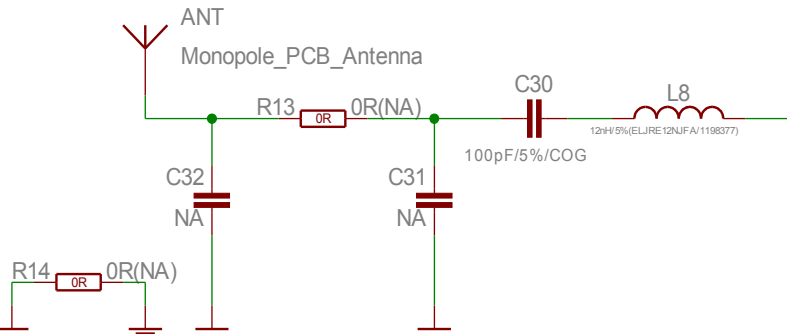 ANT
Monopole_PCB_Antenna
C30
L8
R13
0R
0R(NA)
12nH/5%(ELJRE12NJFA/1198377)
100pF/5%/COG
C32
NA
C31
NA
R14
0R
0R(NA)